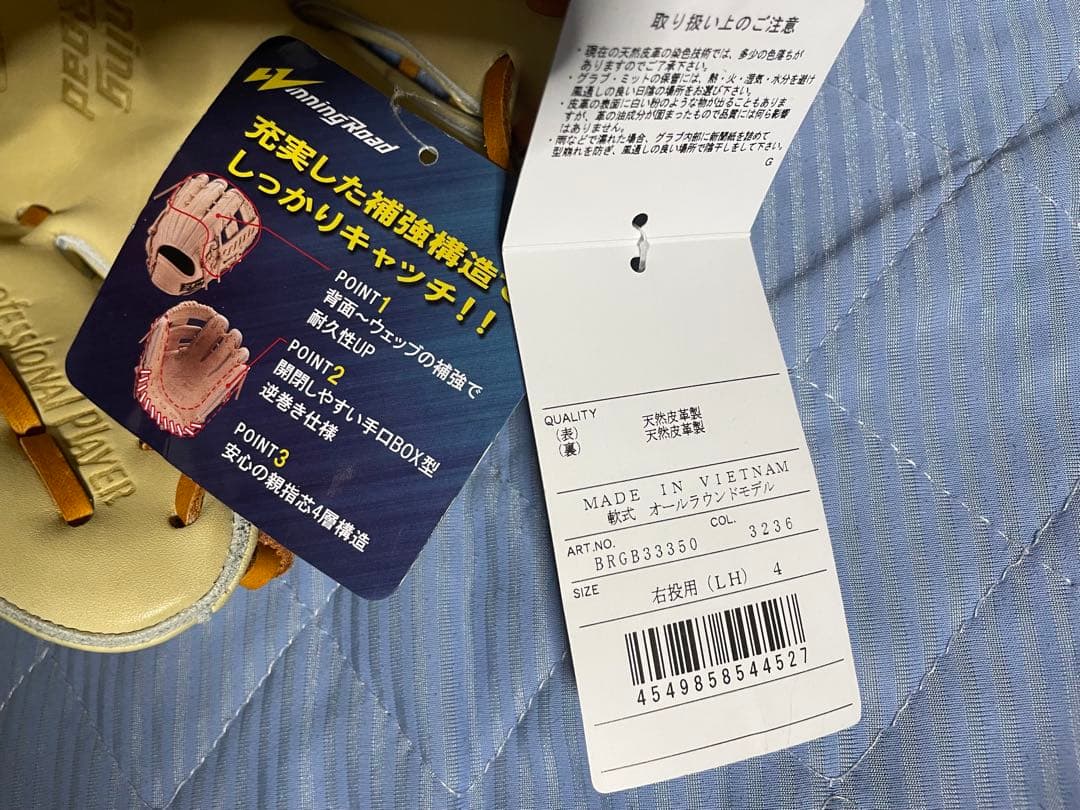 WinningRoad
充実した補強構造で
しっかりキャッチ!!
POINT1
背面〜ウェッブの補強で
耐久性UP
POINT2
開閉しやすい手口BOX型
逆巻き仕様
POINT3
安心の親指芯4層構造
ofessional Player
取り扱い上のご注意
・現在の天然皮革の染色技術では、多少の色落ちが
ありますのでご了承下さい。
・グラブ・ミットの保管には、熱・火・湿気・水分を避け
風通しの良い日陰の場所をお選び下さい。
・皮革の表面に白い粉のような物が出ることもありま
すが、革の油成分が固まったもので品質には何ら影響
はありません。
・雨などで濡れた場合、グラブ内部に新聞紙を詰めて
型崩れを防ぎ、風通しの良い場所で陰干しをして下さい。
G
QUALITY
(表) 天然皮革製
(裏) 天然皮革製
MADE IN VIETNAM
軟式 オールラウンドモデル
ART.NO. COL.
BRGB33350 3236
SIZE
右投用(LH) 4
4549858544527